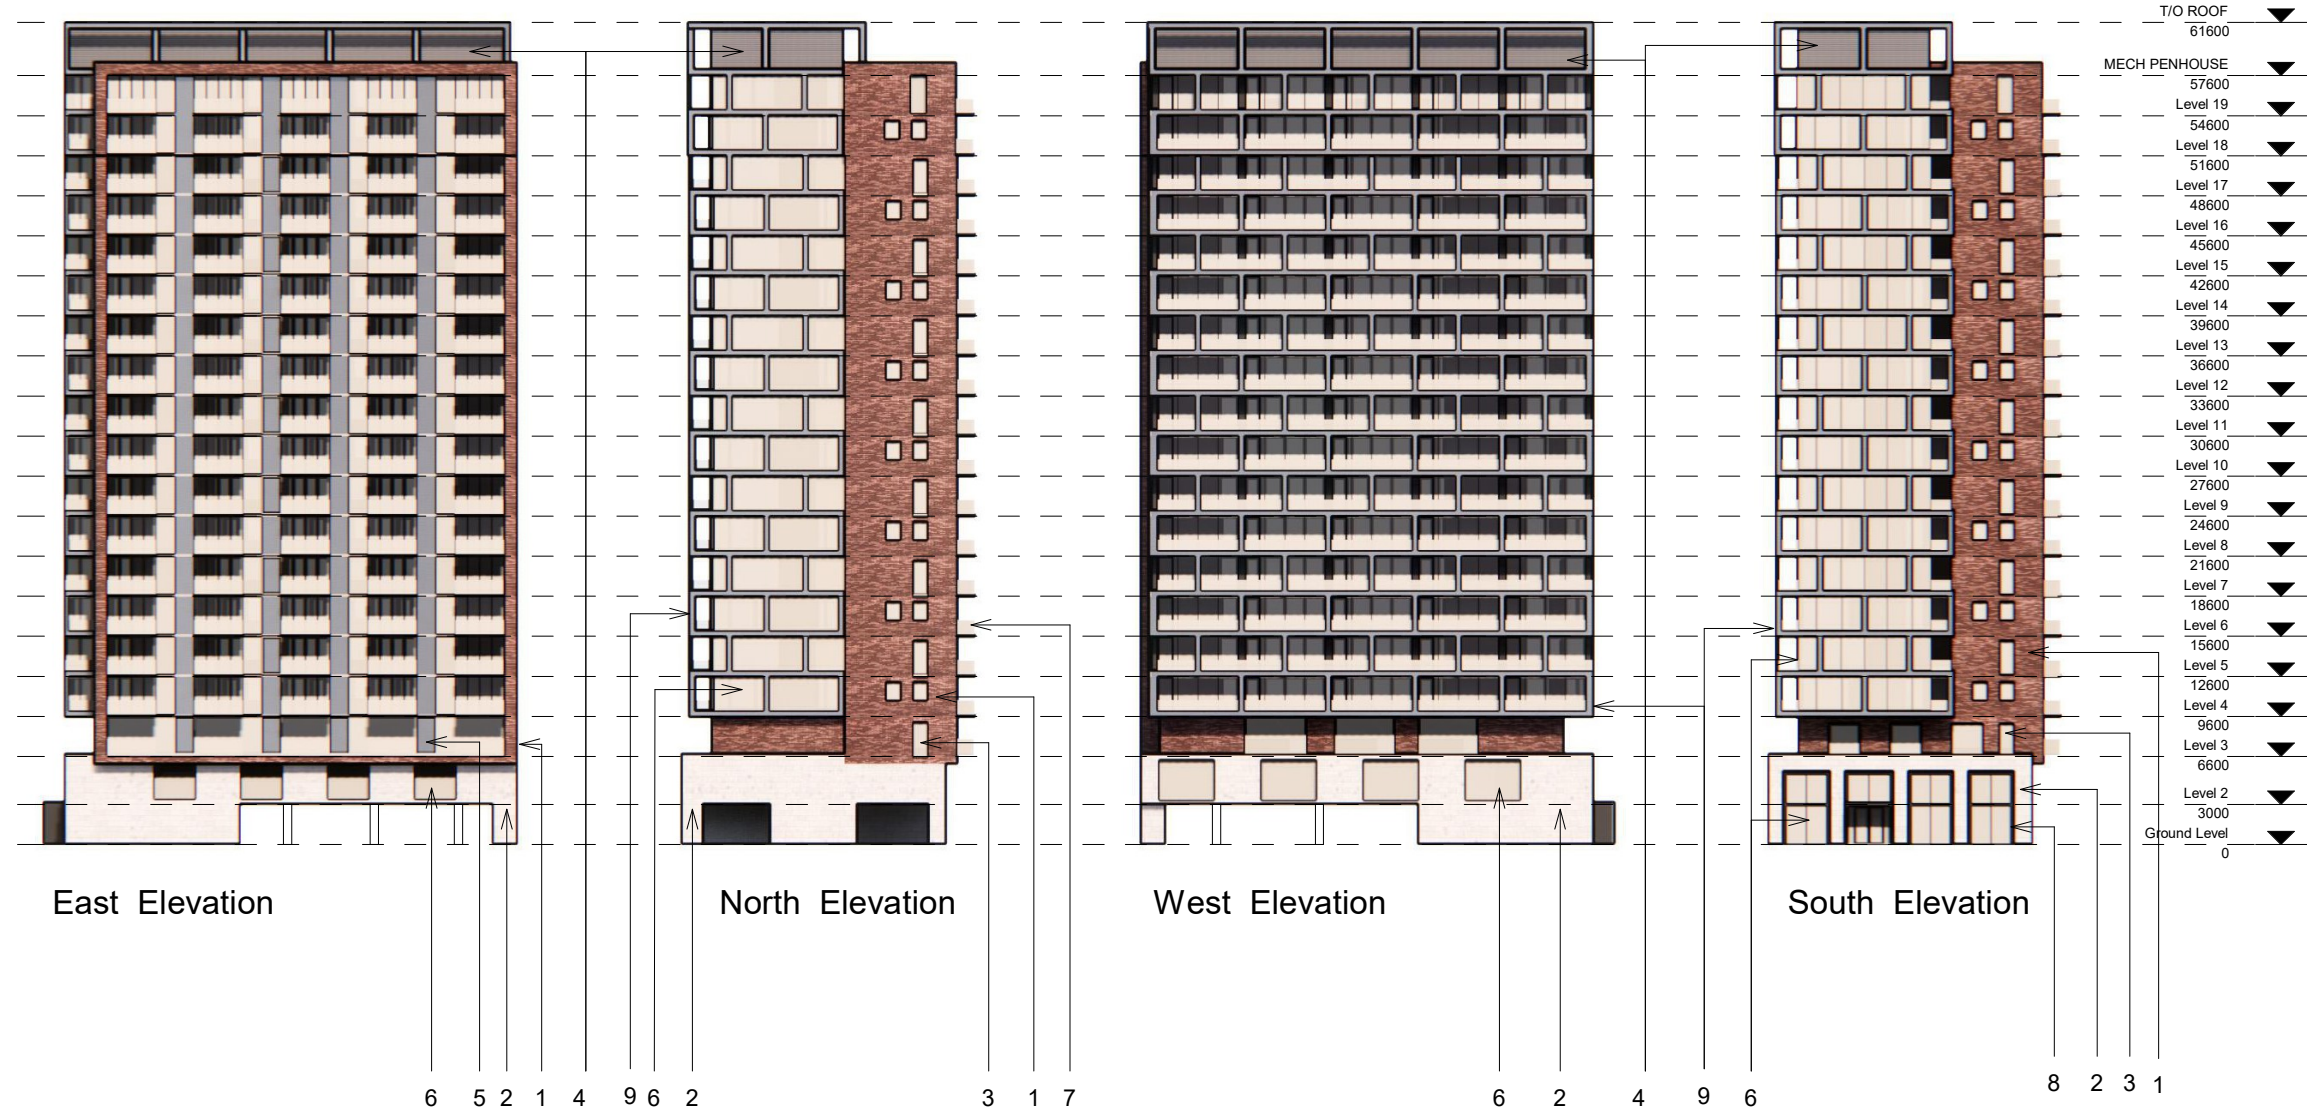 T/O ROOF
61600
MECH PENHOUSE
57600
Level 19
54600
Level 18
51600
Level 17
48600
Level 16
45600
Level 15
42600
Level 14
39600
Level 13
36600
Level 12
33600
Level 11
30600
Level 10
27600
Level 9
24600
Level 8
21600
Level 7
18600
Level 6
15600
Level 5
12600
Level 4
9600
Level 3
6600
Level 2
3000
Ground Level
0
East Elevation
North Elevation
West Elevation
South Elevation
6 5 2 1 4 9 6 2 3 1 7 6 2 4 9 6 8 2 3 1